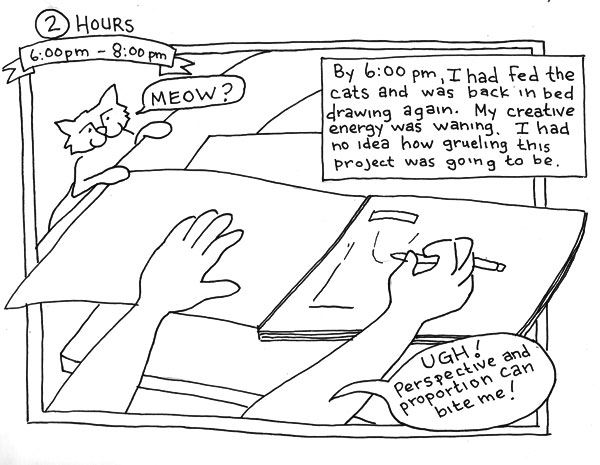 2 HOURS
6:00pm - 8:00pm
MEOW?
By 6:00 pm, I had fed the
cats and was back in bed
drawing again. My creative
energy was waning. I had
no idea how grueling this
project was going to be.
UGH!
Perspective and
proportion can
bite me!